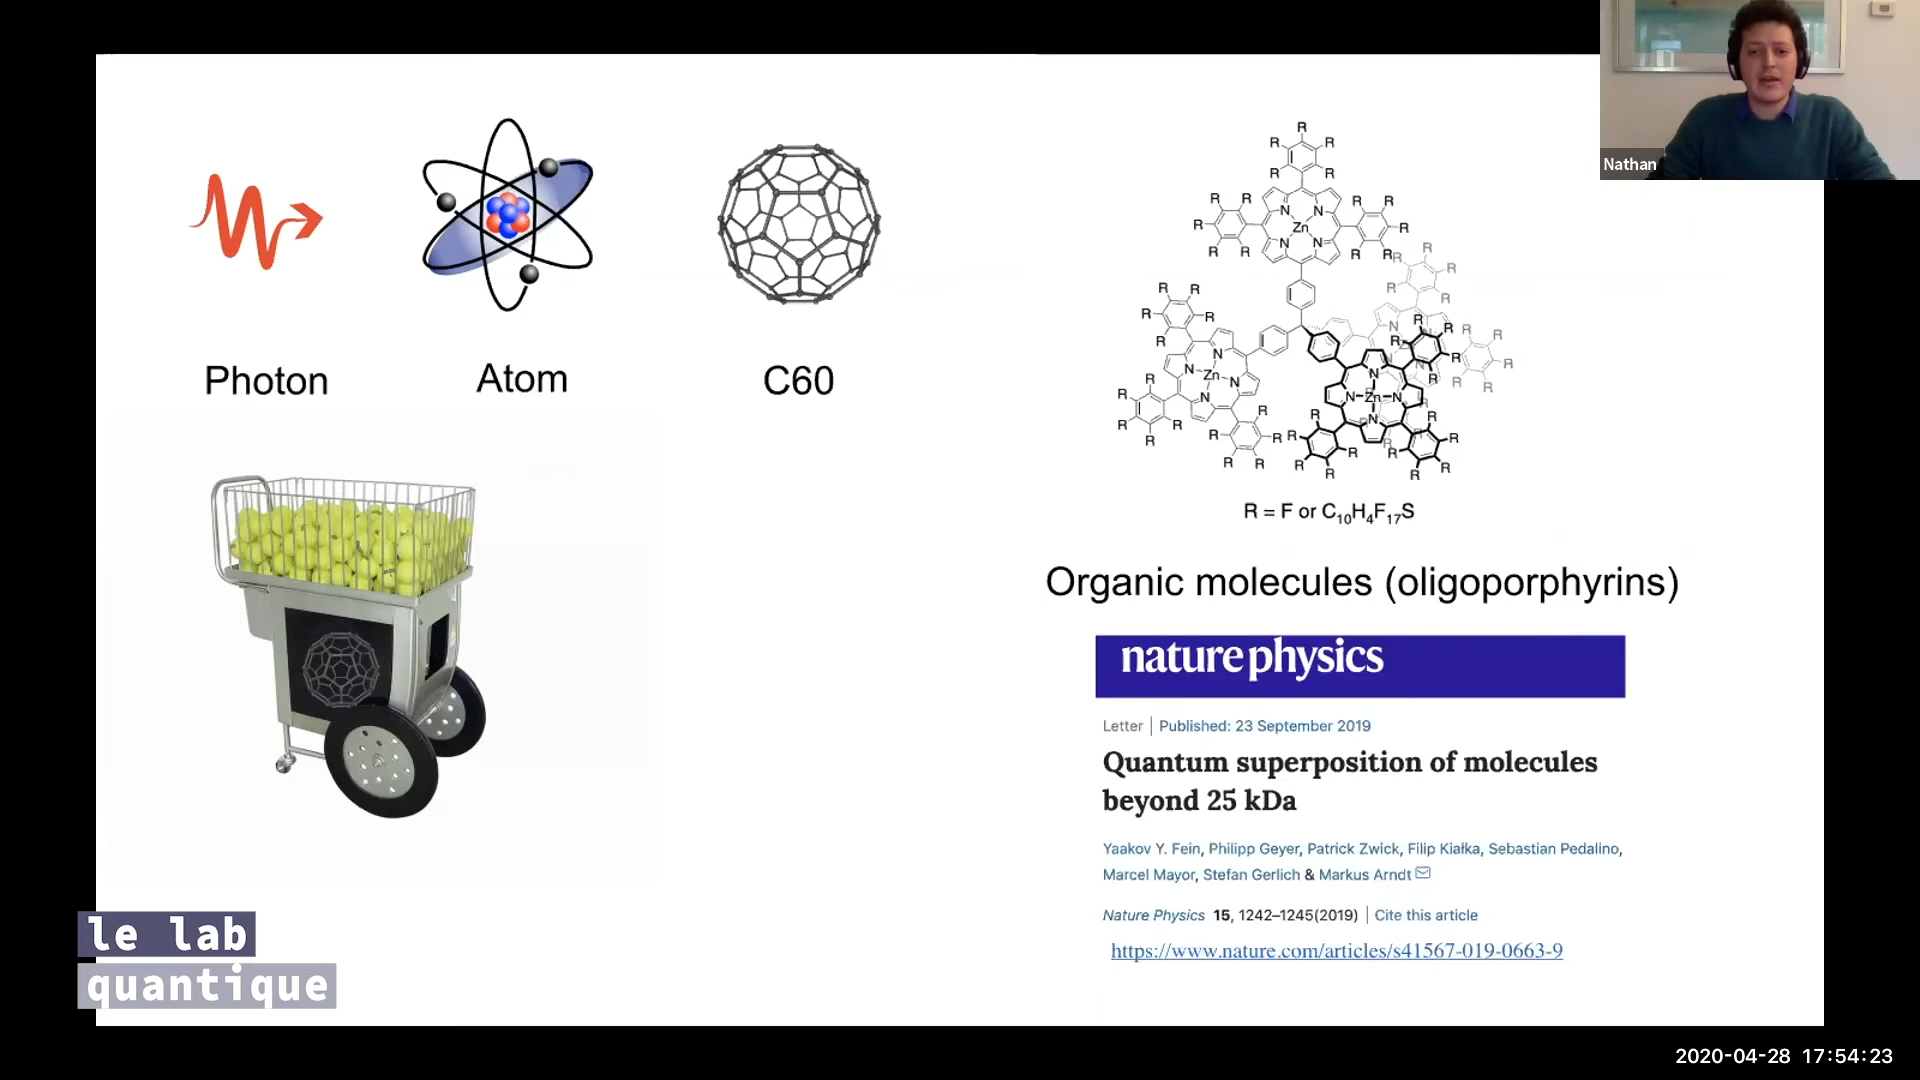 Nathan
Photon
Atom
C60
R = F or C10H4F17S
Organic molecules (oligoporphyrins)
nature physics
Letter | Published: 23 September 2019
Quantum superposition of molecules
beyond 25 kDa
Yaakov Y. Fein, Philipp Geyer, Patrick Zwick, Filip Kiałka, Sebastian Pedalino,
Marcel Mayor, Stefan Gerlich & Markus Arndt
Nature Physics 15, 1242–1245(2019) | Cite this article
https://www.nature.com/articles/s41567-019-0663-9
le lab
quantique
2020-04-28 17:54:23